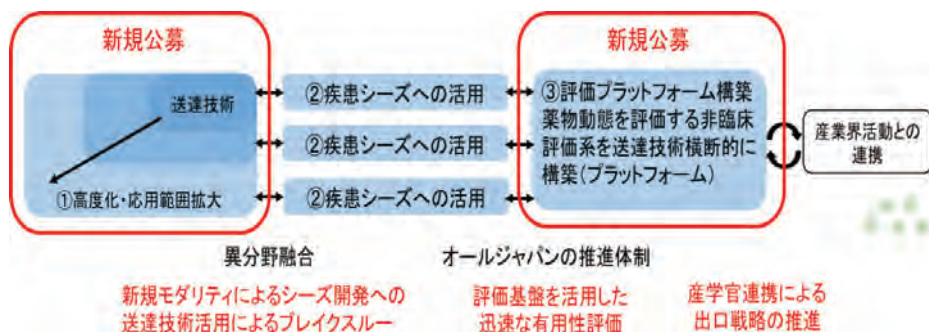 新規公募
新規公募
送達技術
①高度化・応用範囲拡大
②疾患シーズへの活用
②疾患シーズへの活用
②疾患シーズへの活用
③評価プラットフォーム構築
薬物動態を評価する非臨床
評価系を送達技術横断的に
構築(プラットフォーム)
産業界活動との
連携
異分野融合
オールジャパンの推進体制
新規モダリティによるシーズ開発への
送達技術活用によるブレイクスルー
評価基盤を活用した
迅速な有用性評価
産学官連携による
出口戦略の推進